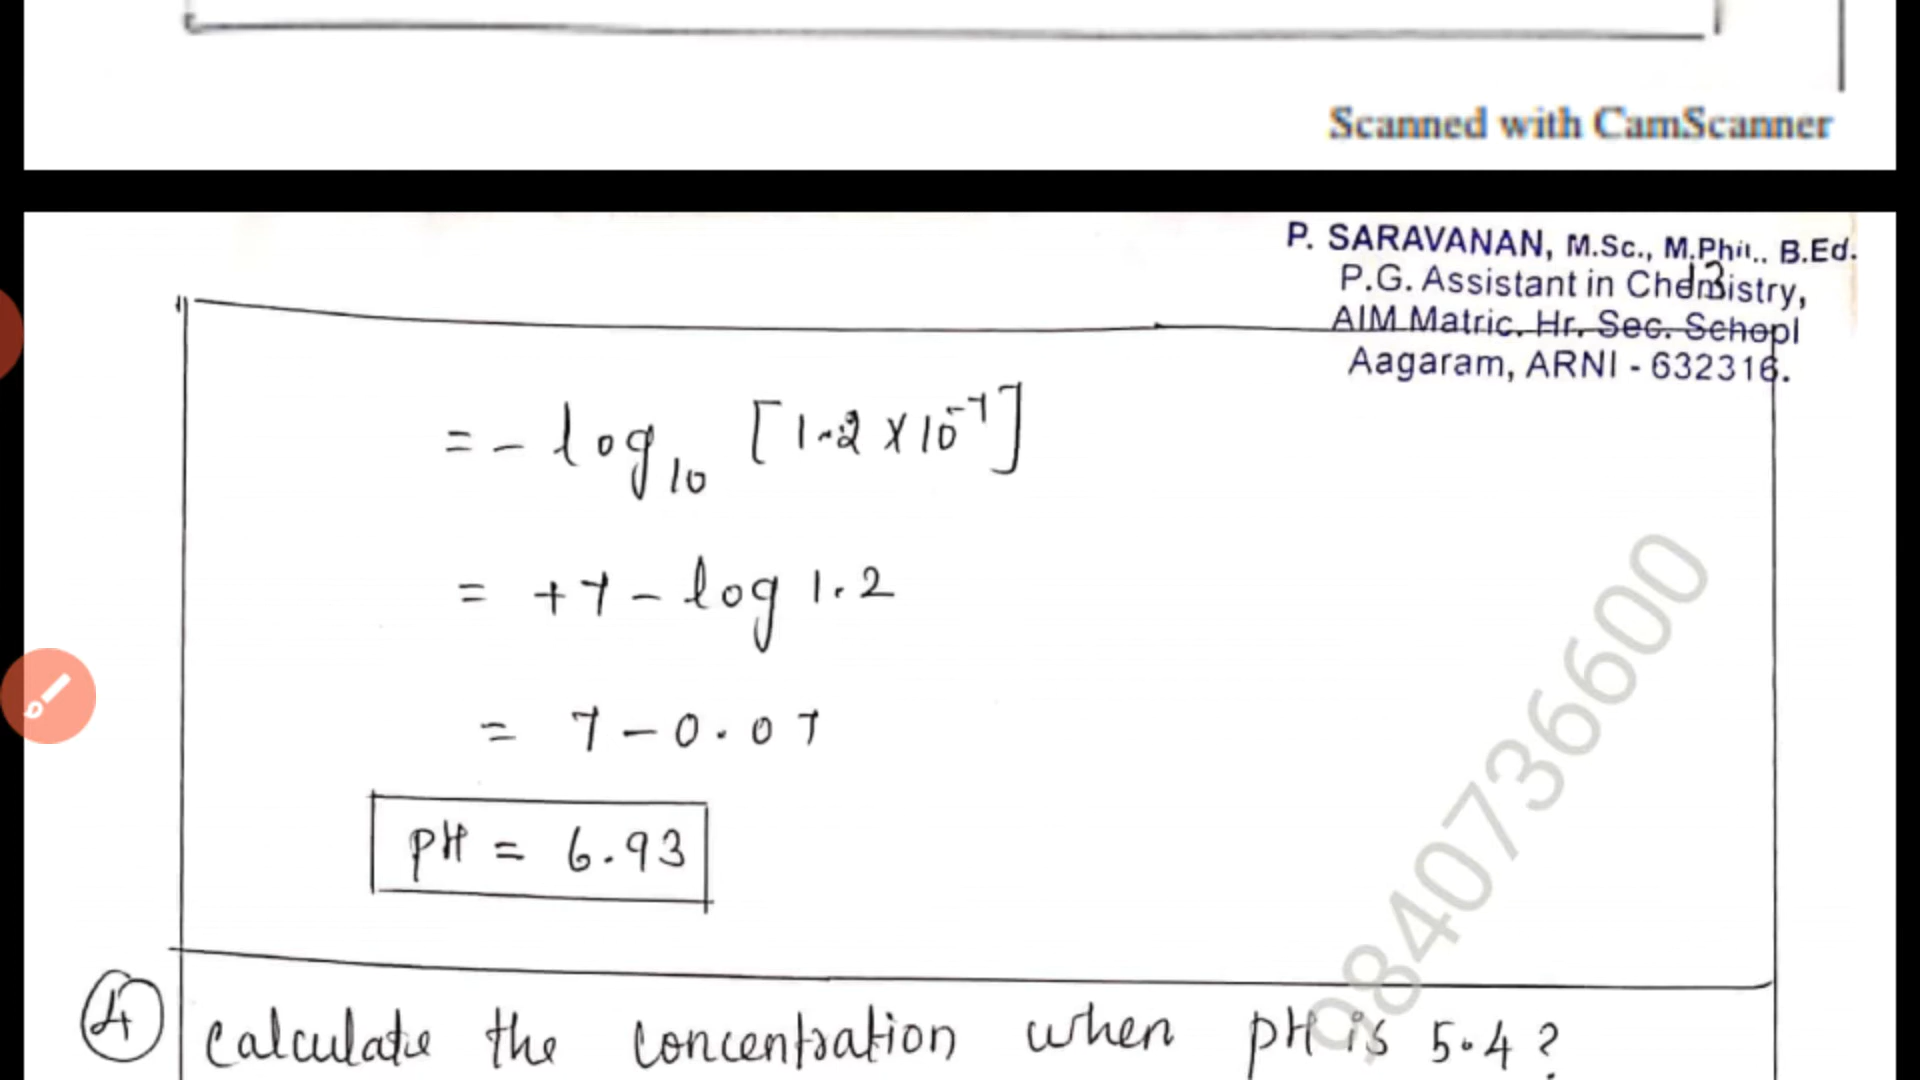 Scanned with CamScanner
P. SARAVANAN, M.Sc., M.Phil.. B.Ed.
P.G. Assistant in Chemistry,
13
AIM Matric. Hr. Sec. School
Aagaram, ARNI - 632316.
= - log₁₀ [1.2 × 10⁻⁷]
= +7 - log 1.2
= 7 - 0.07
pH = 6.93
9840736600
4 calculate the concentration when pH is 5.4?